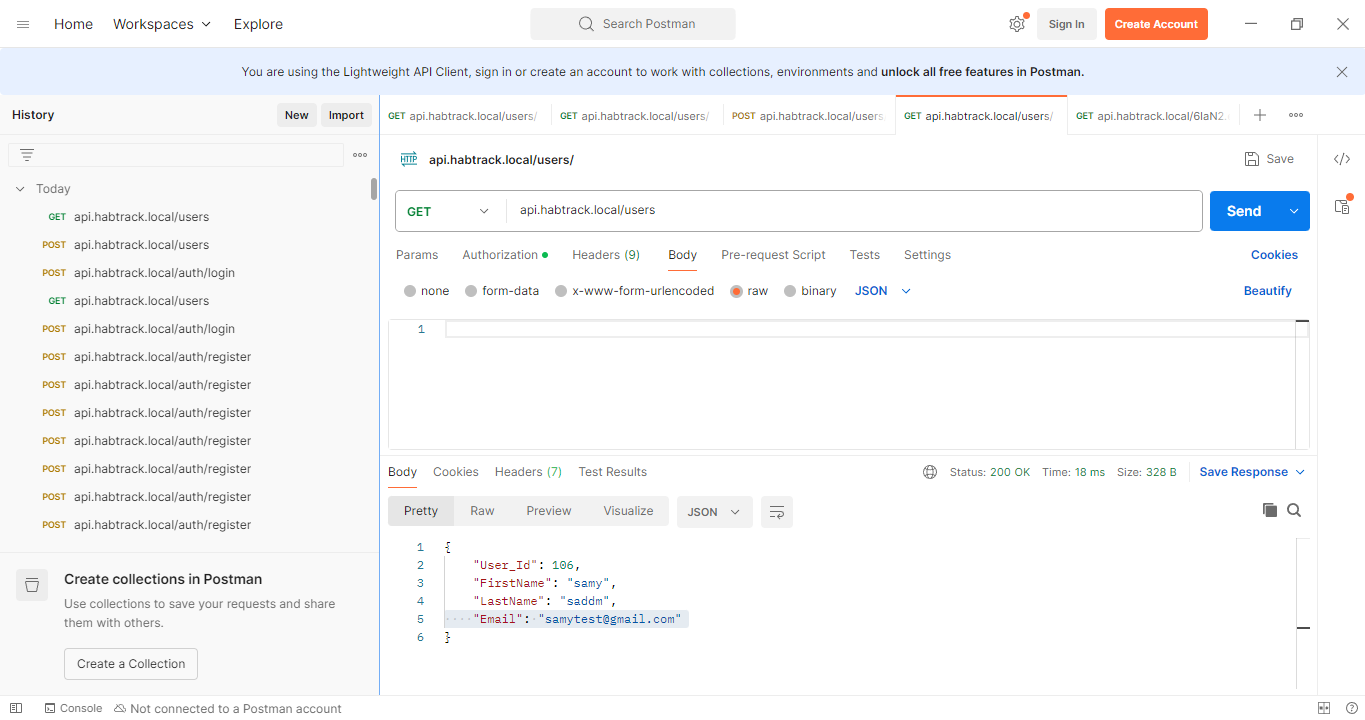 Home Workspaces Explore Search Postman Sign In Create Account
You are using the Lightweight API Client, sign in or create an account to work with collections, environments and unlock all free features in Postman.
History New Import
Today
GET api.habtrack.local/users
POST api.habtrack.local/users
POST api.habtrack.local/auth/login
GET api.habtrack.local/users
POST api.habtrack.local/auth/login
POST api.habtrack.local/auth/register
POST api.habtrack.local/auth/register
POST api.habtrack.local/auth/register
POST api.habtrack.local/auth/register
POST api.habtrack.local/auth/register
POST api.habtrack.local/auth/register
POST api.habtrack.local/auth/register
Create collections in Postman
Use collections to save your requests and share
them with others.
Create a Collection
GET api.habtrack.local/users/ GET api.habtrack.local/users/ POST api.habtrack.local/users GET api.habtrack.local/users/ GET api.habtrack.local/6IaN2.
HTTP api.habtrack.local/users/ Save
GET api.habtrack.local/users Send
Params Authorization Headers (9) Body Pre-request Script Tests Settings Cookies
none form-data x-www-form-urlencoded raw binary JSON Beautify
1
Body Cookies Headers (7) Test Results Status: 200 OK Time: 18 ms Size: 328 B Save Response
Pretty Raw Preview Visualize JSON
1 {
2 "User_Id": 106,
3 "FirstName": "samy",
4 "LastName": "saddm",
5 "Email": "samytest@gmail.com"
6 }
Console Not connected to a Postman account